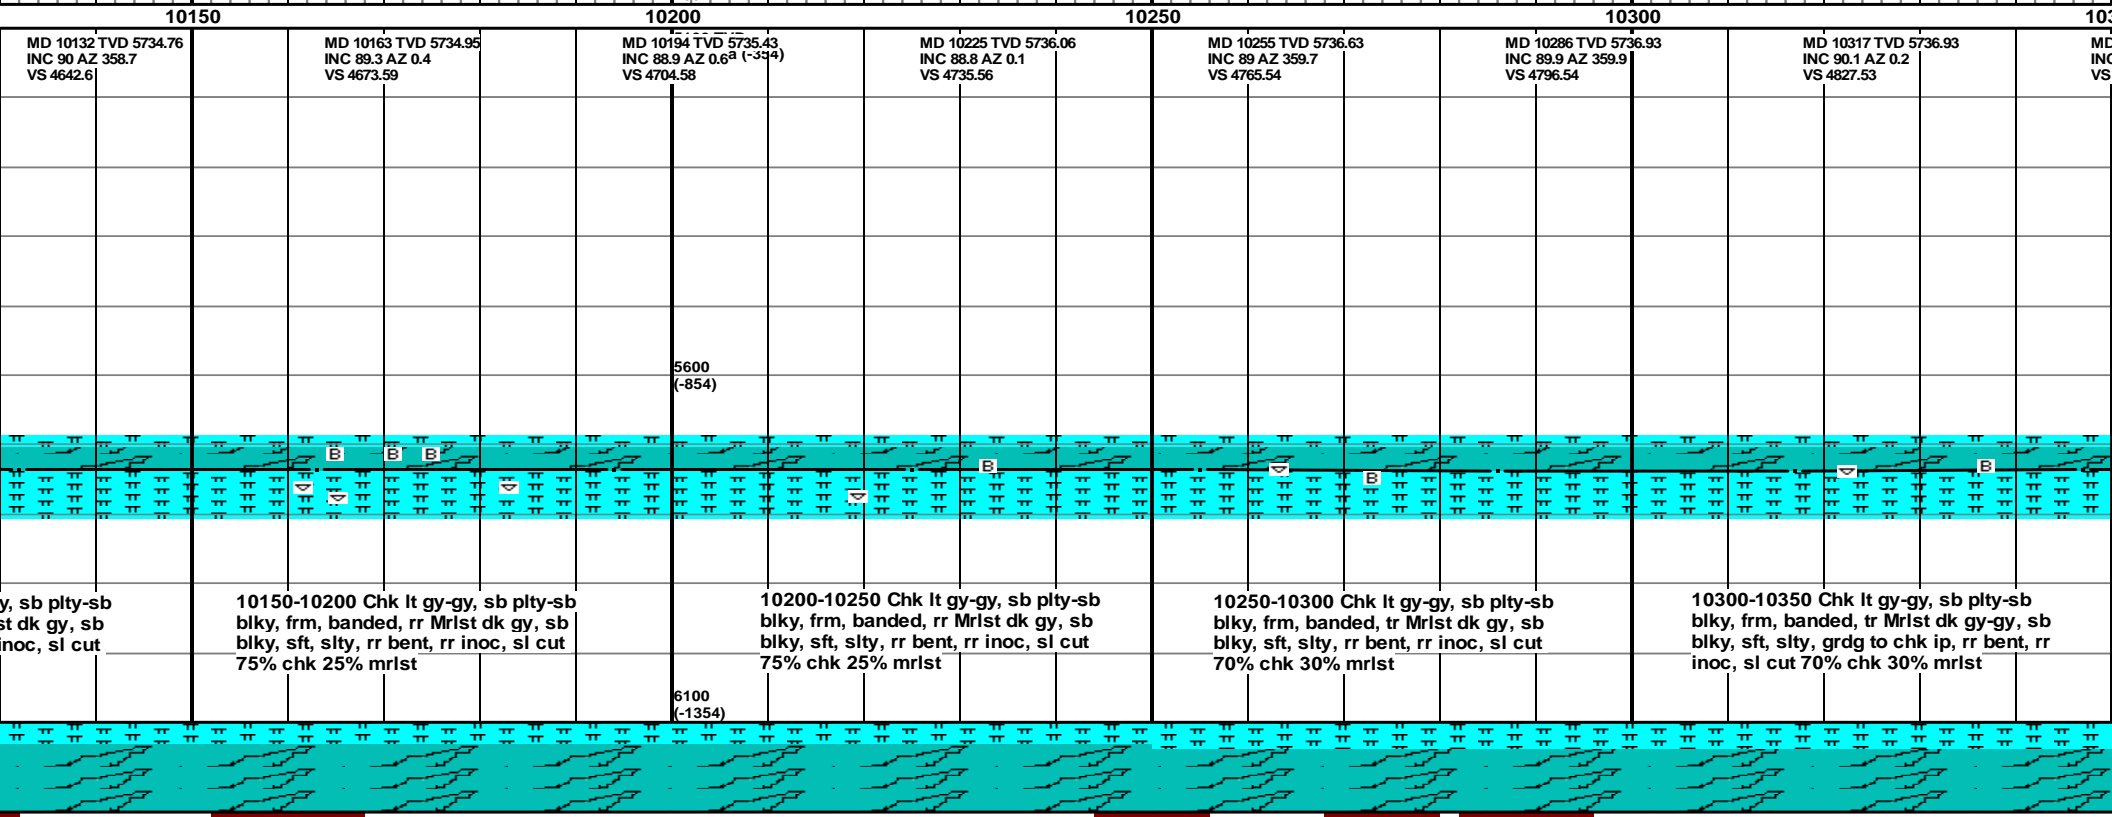 10150
10200
10250
10300
103
MD 10132 TVD 5734.76
INC 90 AZ 358.7
VS 4642.6
MD 10163 TVD 5734.95
INC 89.3 AZ 0.4
VS 4673.59
MD 10194 TVD 5735.43
INC 88.9 AZ 0.6
VS 4704.58
a (-354)
MD 10225 TVD 5736.06
INC 88.8 AZ 0.1
VS 4735.56
MD 10255 TVD 5736.63
INC 89 AZ 359.7
VS 4765.54
MD 10286 TVD 5736.93
INC 89.9 AZ 359.9
VS 4796.54
MD 10317 TVD 5736.93
INC 90.1 AZ 0.2
VS 4827.53
MD
INC
VS
5600
(-854)
B B B
B
B
B
y, sb plty-sb
st dk gy, sb
inoc, sl cut
10150-10200 Chk lt gy-gy, sb plty-sb
blky, frm, banded, rr Mrlst dk gy, sb
blky, sft, slty, rr bent, rr inoc, sl cut
75% chk 25% mrlst
10200-10250 Chk lt gy-gy, sb plty-sb
blky, frm, banded, rr Mrlst dk gy, sb
blky, sft, slty, rr bent, rr inoc, sl cut
75% chk 25% mrlst
10250-10300 Chk lt gy-gy, sb plty-sb
blky, frm, banded, tr Mrlst dk gy, sb
blky, sft, slty, rr bent, rr inoc, sl cut
70% chk 30% mrlst
10300-10350 Chk lt gy-gy, sb plty-sb
blky, frm, banded, tr Mrlst dk gy-gy, sb
blky, sft, slty, grdg to chk ip, rr bent, rr
inoc, sl cut 70% chk 30% mrlst
6100
(-1354)